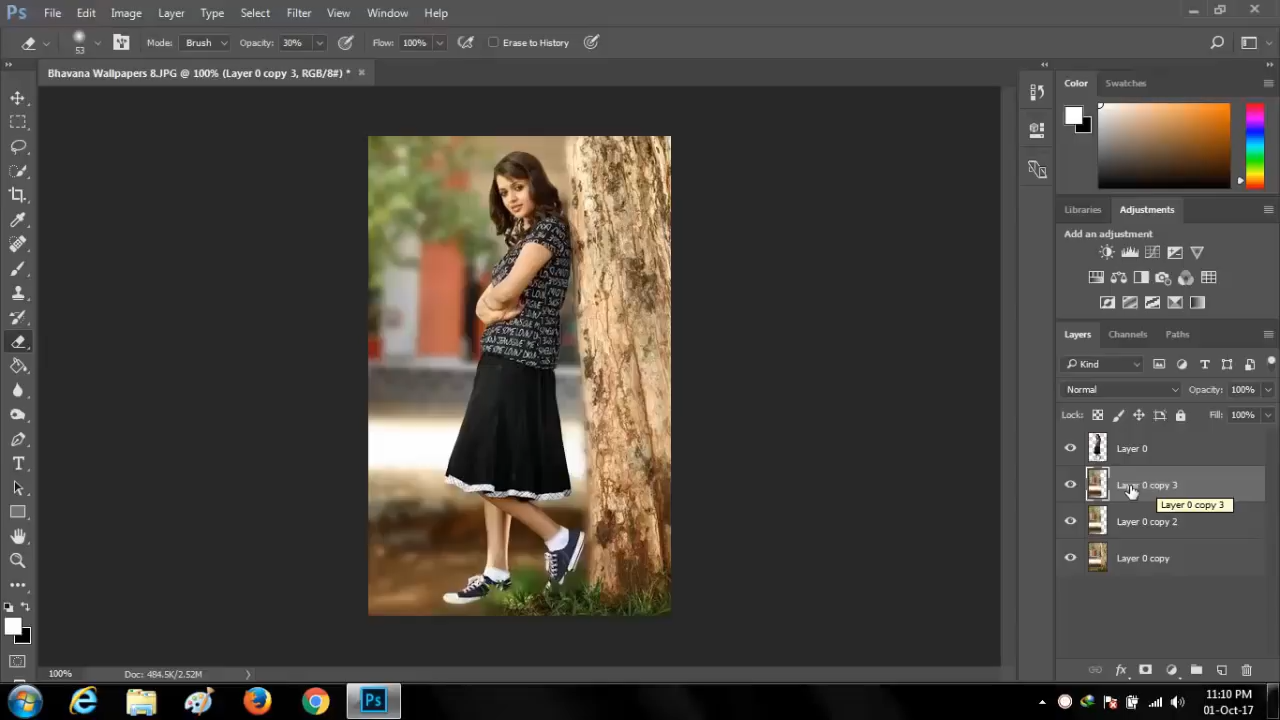 Ps File Edit Image Layer Type Select Filter View Window Help
53 Mode: Brush Opacity: 30% Flow: 100% Erase to History
Bhavana Wallpapers 8.JPG @ 100% (Layer 0 copy 3, RGB/8#) * ×
Color Swatches
Libraries Adjustments
Add an adjustment
Layers Channels Paths
Kind
Normal Opacity: 100%
Lock: Fill: 100%
Layer 0
Layer 0 copy 3
Layer 0 copy 3
Layer 0 copy 2
Layer 0 copy
100% Doc: 484.5K/2.52M
Ps
11:10 PM
01-Oct-17